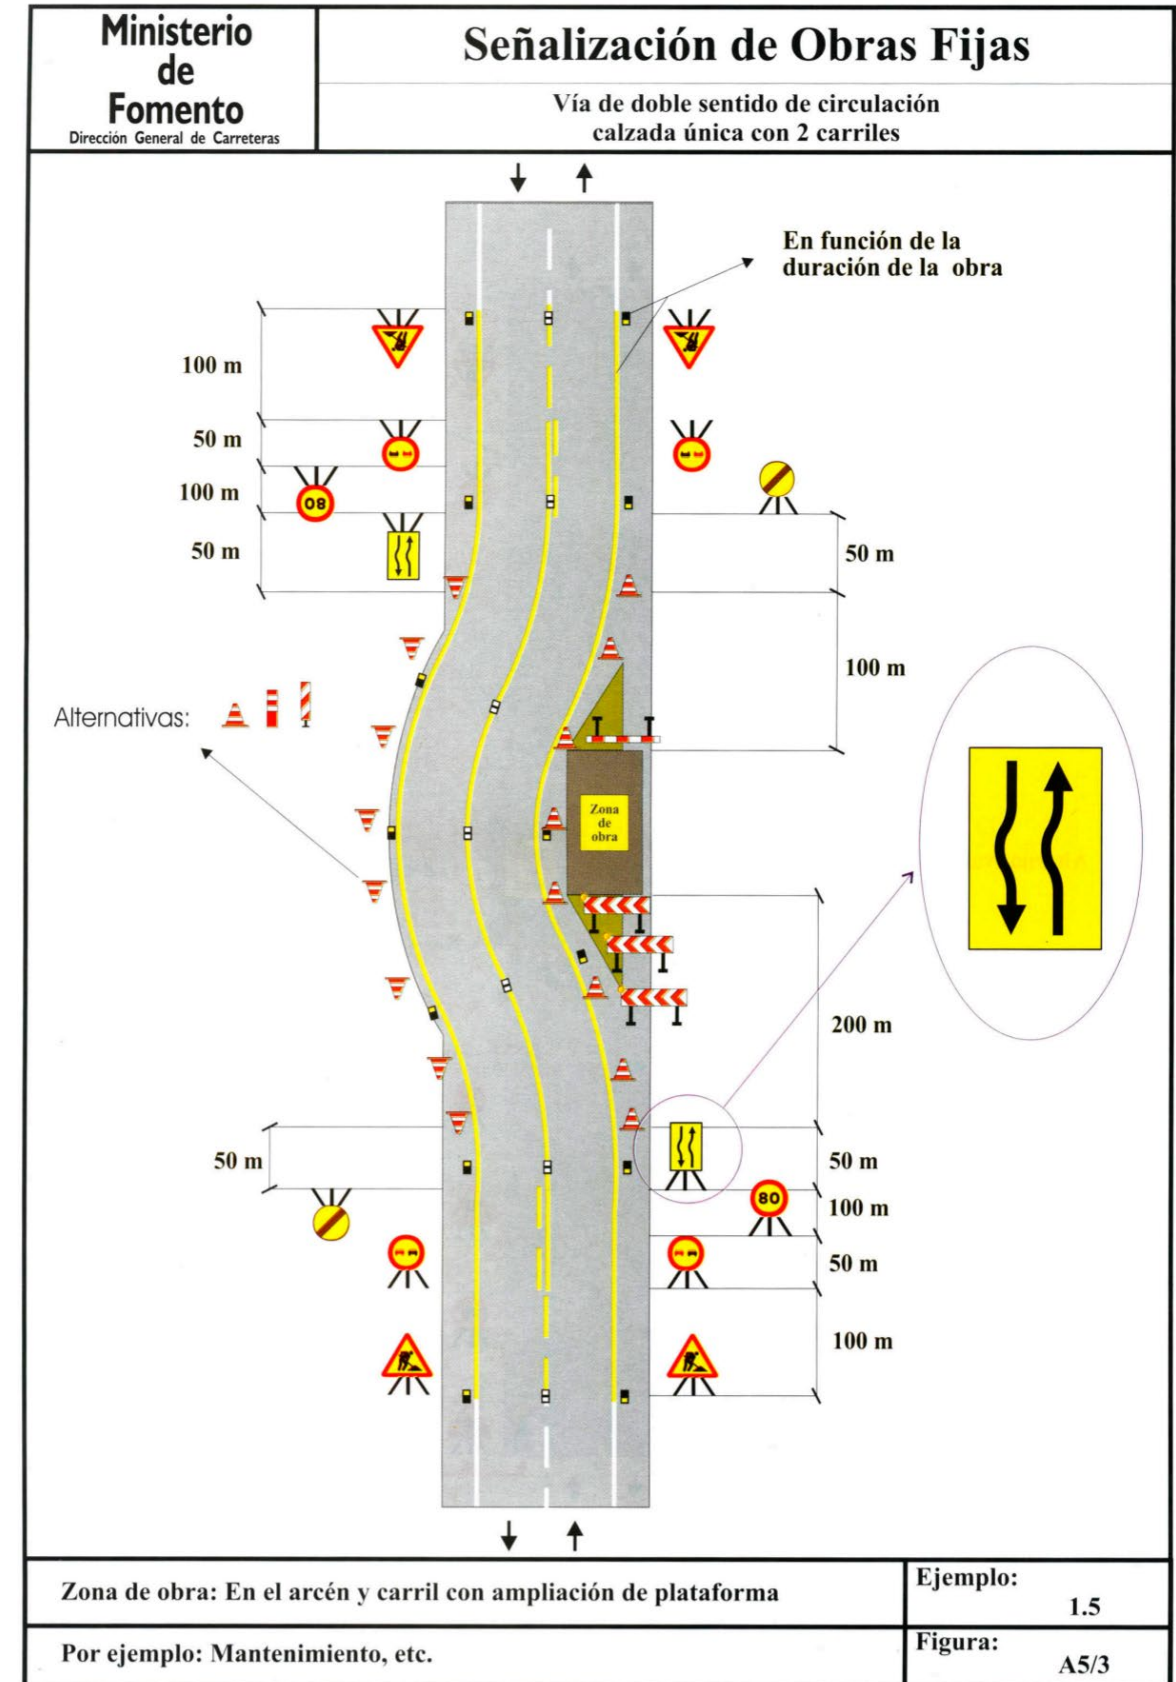 Ministerio
de
Fomento
Dirección General de Carreteras
Señalización de Obras Fijas
Vía de doble sentido de circulación
calzada única con 2 carriles
En función de la
duración de la obra
100 m
50 m
100 m
80
50 m
50 m
100 m
Alternativas:
Zona
de
obra
200 m
50 m
50 m
80
100 m
50 m
100 m
Zona de obra: En el arcén y carril con ampliación de plataforma
Ejemplo:
1.5
Por ejemplo: Mantenimiento, etc.
Figura:
A5/3